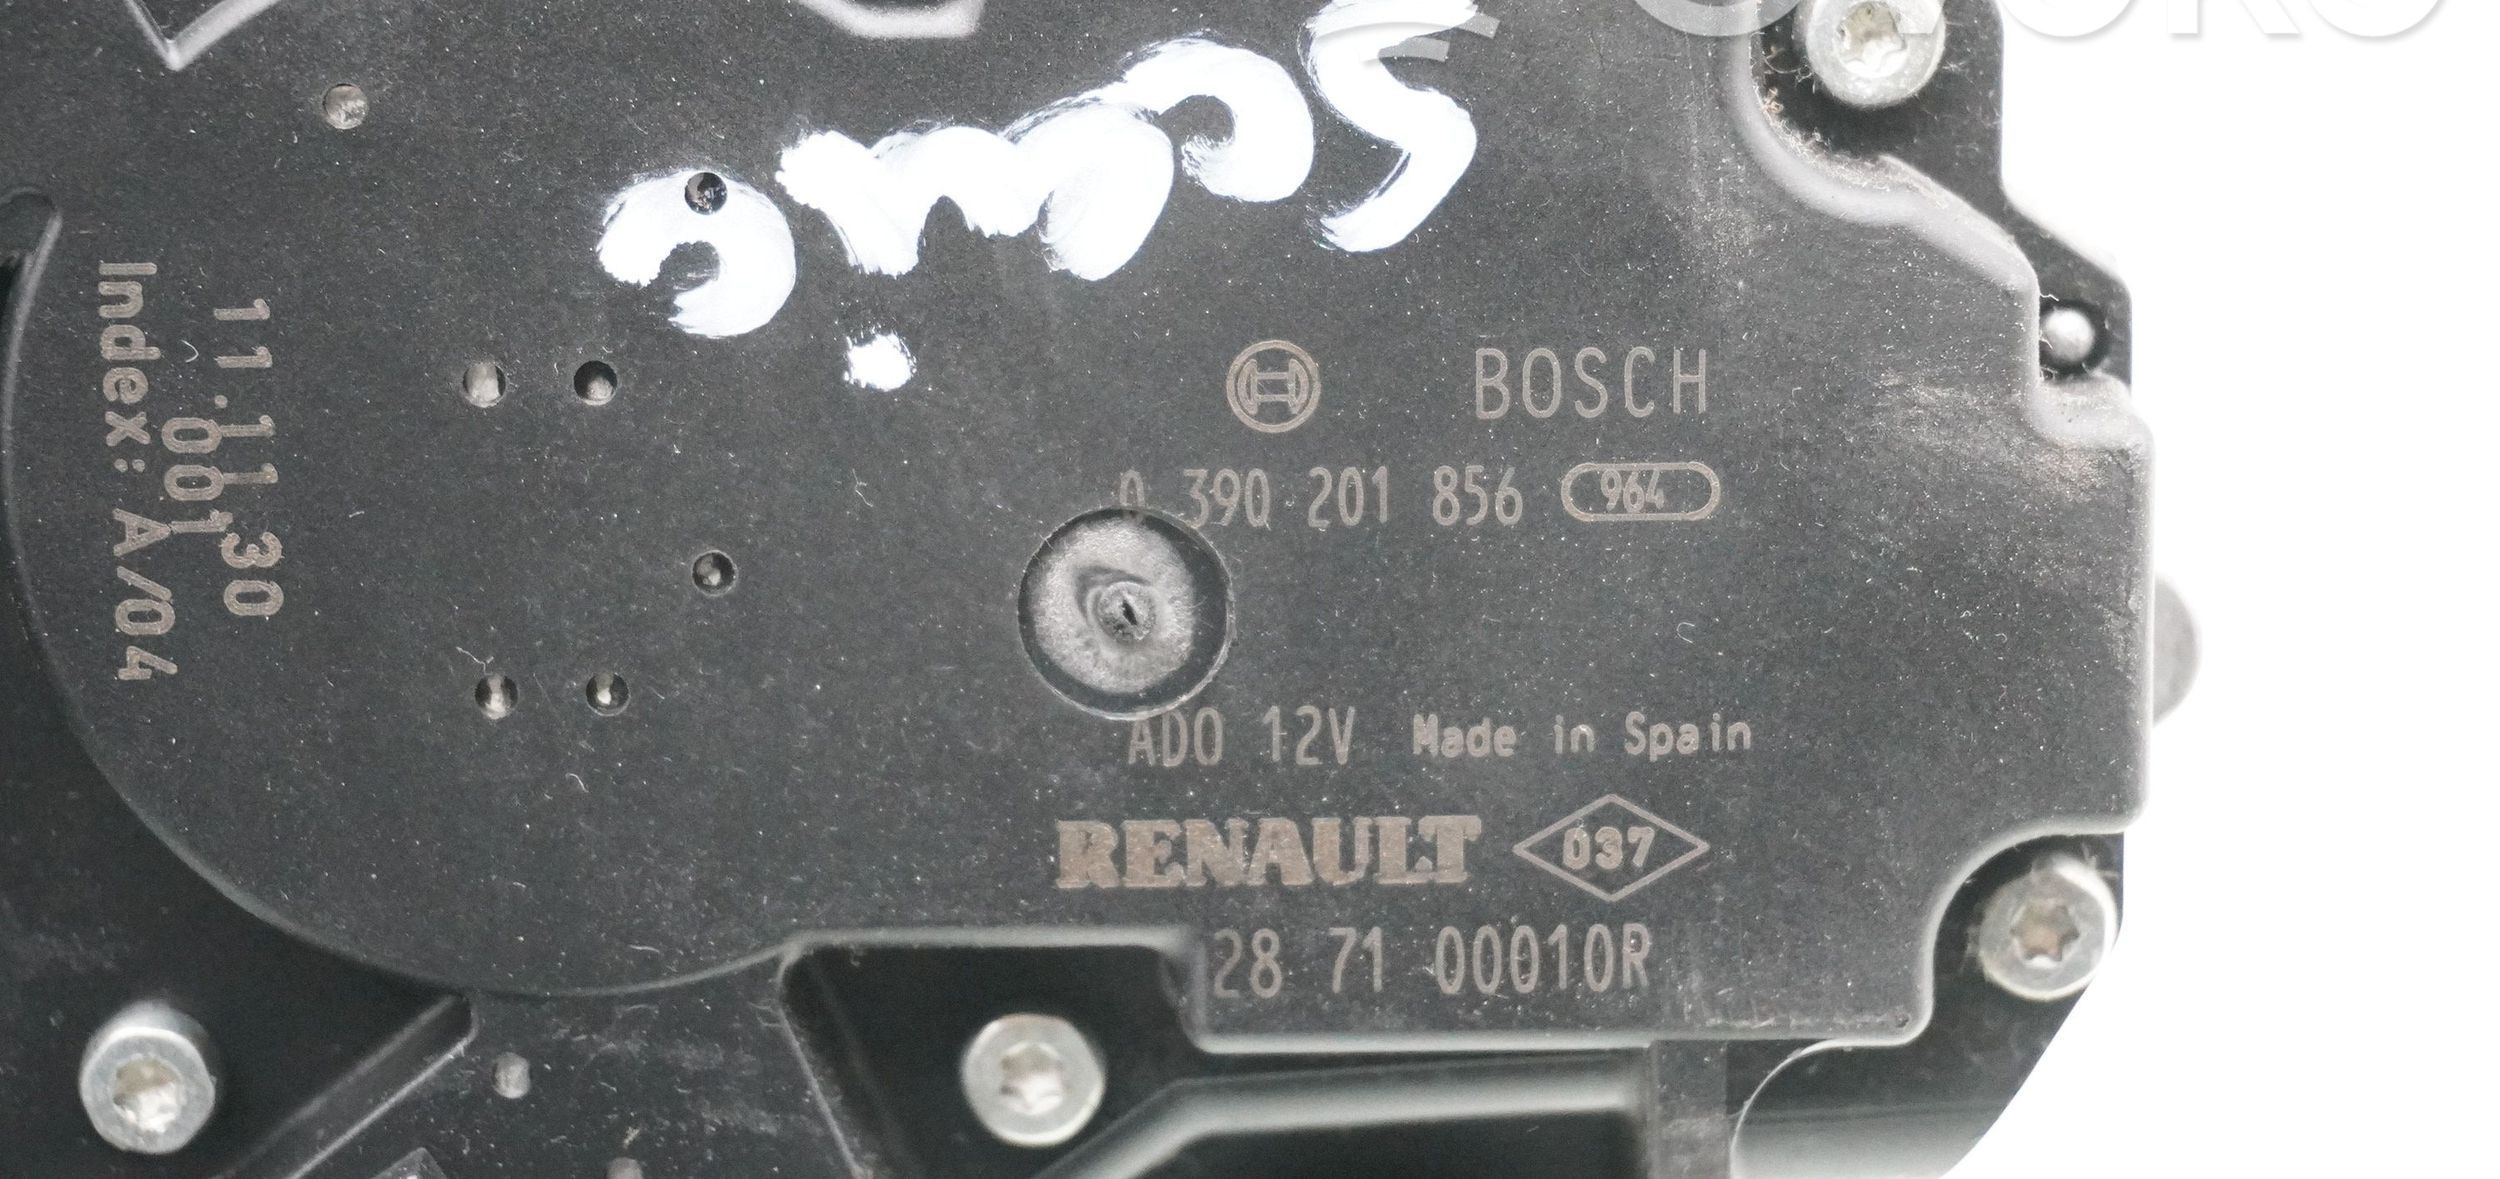 Scenic
BOSCH
0 390 201 856 964
ADO 12V Made in Spain
RENAULT 037
28 71 00010R
11.11.30
001
Index: A/04